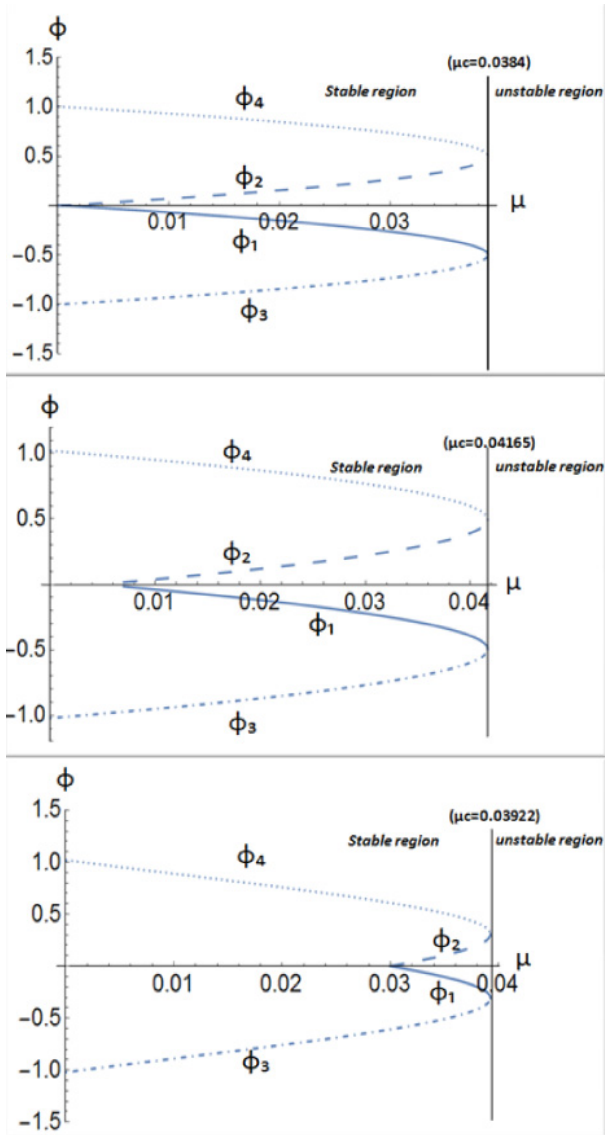 ϕ
1.5
(μc=0.0384)
Stable region unstable region
1.0
ϕ₄
0.5
ϕ₂
0.01 0.02 0.03 μ
ϕ₁
−0.5
−1.0
ϕ₃
−1.5
ϕ
(μc=0.04165)
1.0
ϕ₄
Stable region unstable region
0.5
ϕ₂
0.01 0.02 0.03 0.04 μ
ϕ₁
−0.5
−1.0
ϕ₃
ϕ
1.5
(μc=0.03922)
Stable region unstable region
1.0
ϕ₄
0.5
ϕ₂
0.01 0.02 0.03 0.04 μ
ϕ₁
−0.5
−1.0
ϕ₃
−1.5